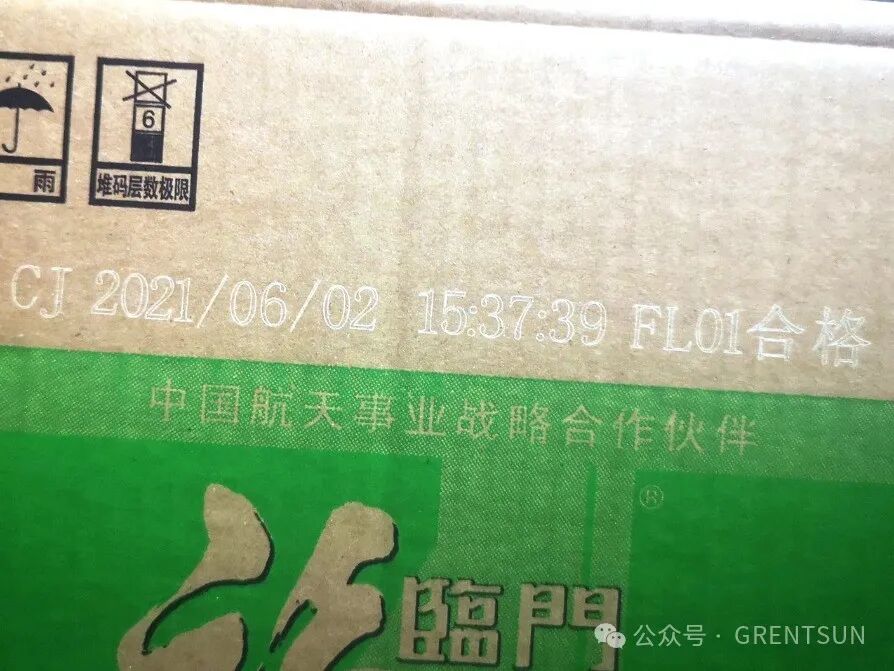 雨
6
堆码层数极限
CJ 2021/06/02 15:37:39 FL01合格
中国航天事业战略合作伙伴
®
臨門
公众号 · GRENTSUN